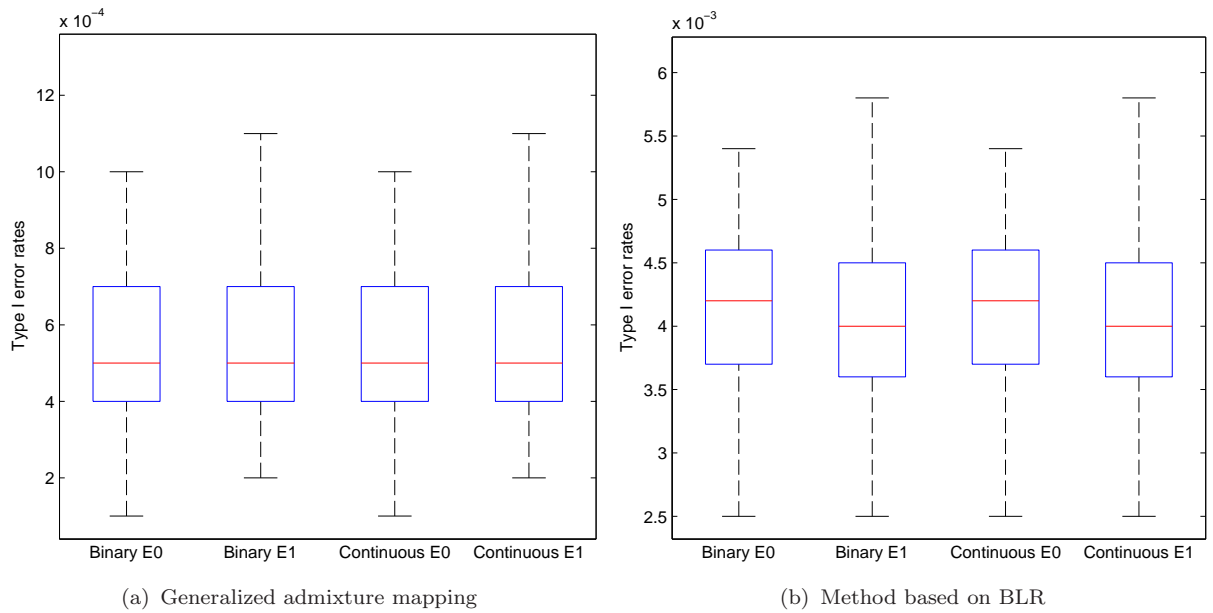 x 10⁻⁴
12
10
8
6
4
2
Type I error rates
Binary E0 Binary E1 Continuous E0 Continuous E1
(a) Generalized admixture mapping
x 10⁻³
6
5.5
5
4.5
4
3.5
3
2.5
Type I error rates
Binary E0 Binary E1 Continuous E0 Continuous E1
(b) Method based on BLR